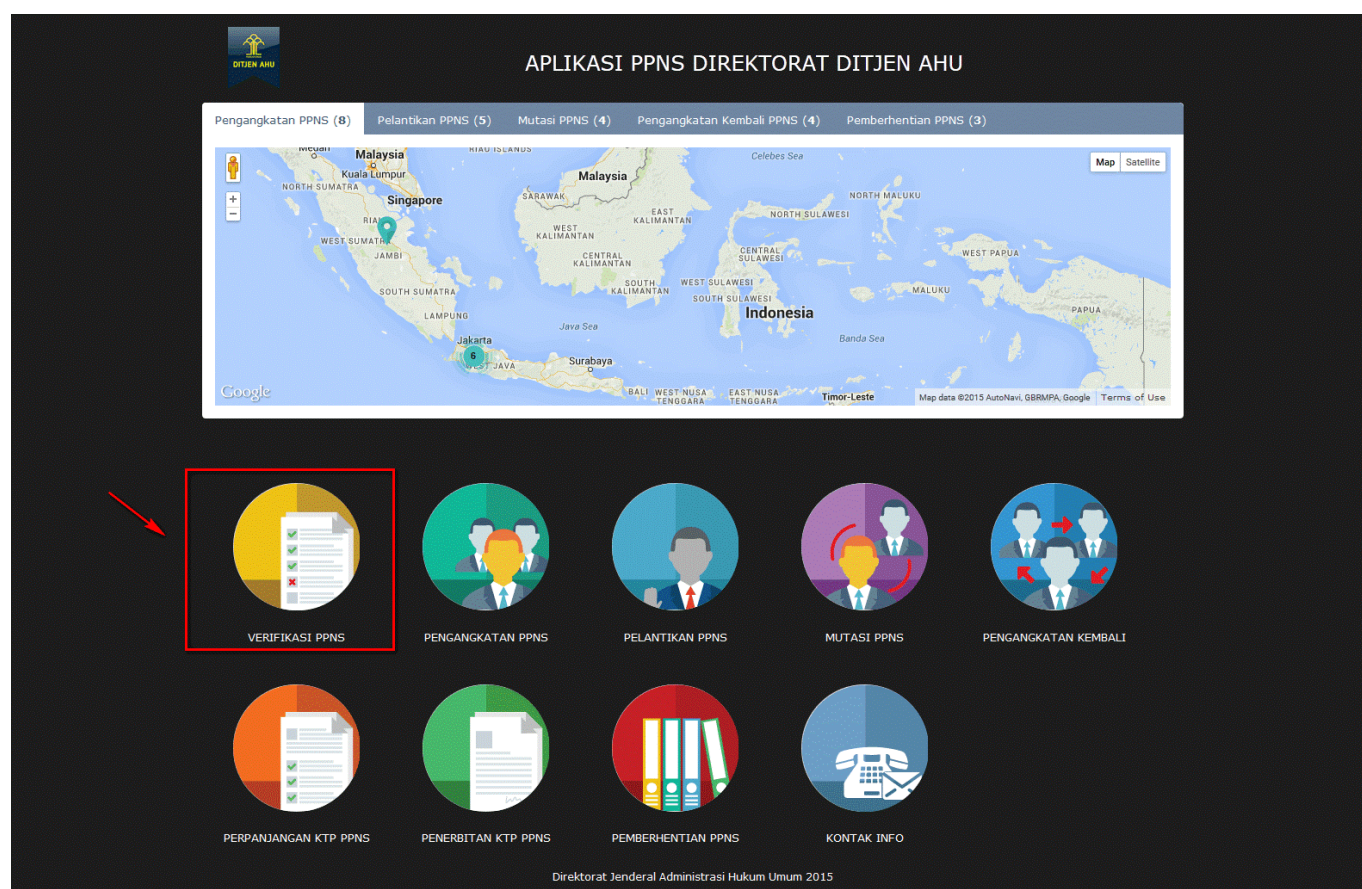 DITJEN AHU
APLIKASI PPNS DIREKTORAT DITJEN AHU
Pengangkatan PPNS (8)
Pelantikan PPNS (5)
Mutasi PPNS (4)
Pengangkatan Kembali PPNS (4)
Pemberhentian PPNS (3)
Medan
Malaysia
Kuala Lumpur
RIAU ISLANDS
Celebes Sea
Map
Satellite
NORTH SUMATRA
Singapore
Malaysia
SARAWAK
NORTH MALUKU
+
−
EAST
KALIMANTAN
NORTH SULAWESI
WEST
KALIMANTAN
WEST SUMATRA
JAMBI
CENTRAL
KALIMANTAN
CENTRAL
SULAWESI
WEST PAPUA
SOUTH SUMATRA
SOUTH
KALIMANTAN
WEST SULAWESI
SOUTH SULAWESI
MALUKU
PAPUA
LAMPUNG
Indonesia
Java Sea
Banda Sea
Jakarta
6
WEST JAVA
Surabaya
BALI
WEST NUSA
TENGGARA
EAST NUSA
TENGGARA
Timor-Leste
Google
Map data ©2015 AutoNavi, GBRMPA, Google
Terms of Use
VERIFIKASI PPNS
PENGANGKATAN PPNS
PELANTIKAN PPNS
MUTASI PPNS
PENGANGKATAN KEMBALI
PERPANJANGAN KTP PPNS
PENERBITAN KTP PPNS
PEMBERHENTIAN PPNS
KONTAK INFO
Direktorat Jenderal Administrasi Hukum Umum 2015